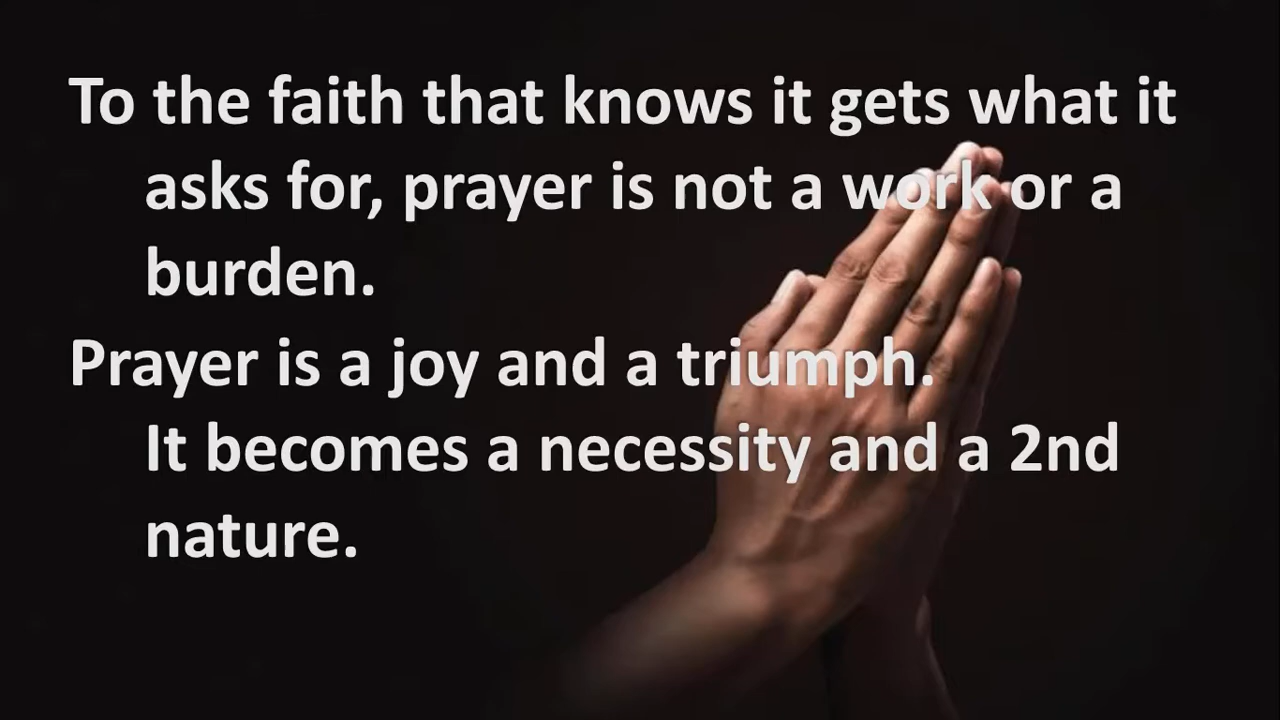 To the faith that knows it gets what it
asks for, prayer is not a work or a
burden.
Prayer is a joy and a triumph.
It becomes a necessity and a 2nd
nature.